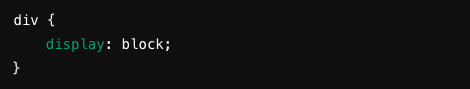 div {
    display: block;
}